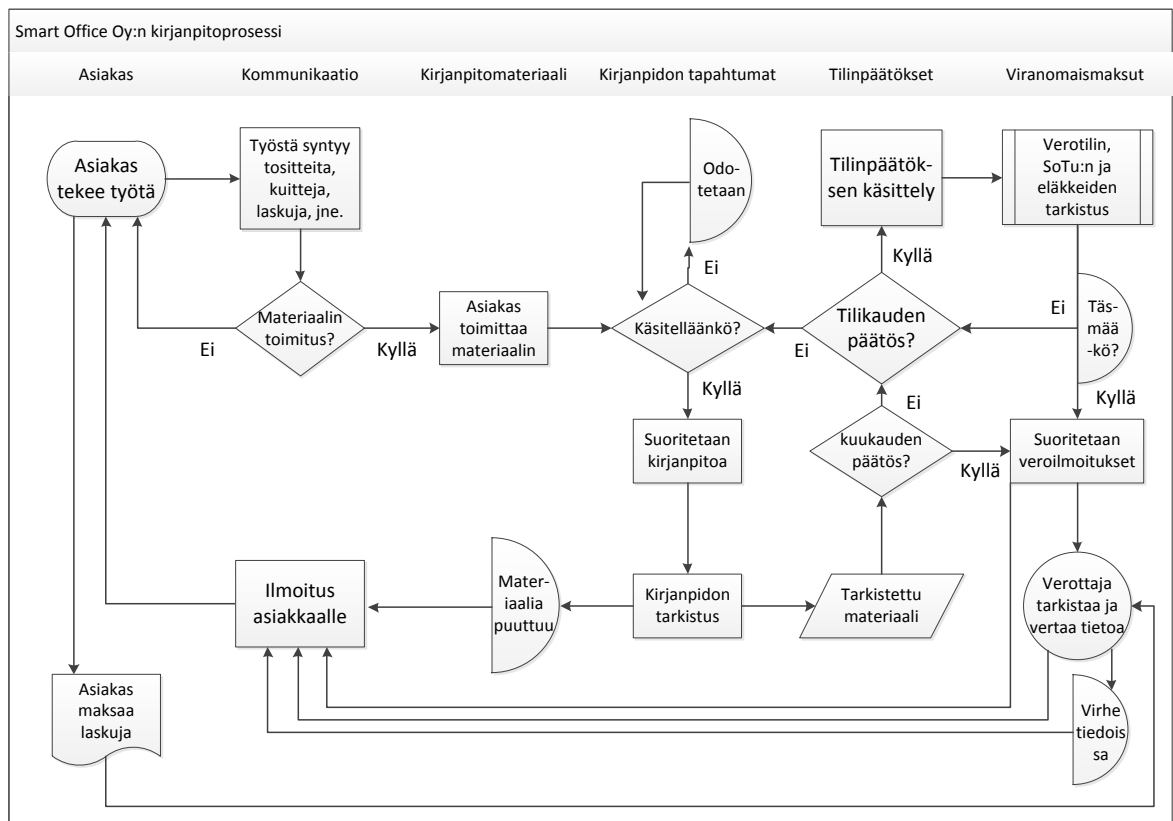 Smart Office Oy:n kirjanpitoprosessi
Asiakas
Kommunikaatio
Kirjanpitomateriaali
Kirjanpidon tapahtumat
Tilinpäätökset
Viranomaismaksut
Asiakas
tekee työtä
Työstä syntyy
tositteita,
kuitteja,
laskuja, jne.
Odo-
tetaan
Tilinpäätök-
sen käsittely
Verotilin,
SoTu:n ja
eläkkeiden
tarkistus
Ei
Kyllä
Materiaalin
toimitus?
Ei
Kyllä
Asiakas
toimittaa
materiaalin
Käsitelläänkö?
Ei
Tilikauden
päätös?
Ei
Täs-
mää
-kö?
Kyllä
Ei
Kyllä
Suoritetaan
kirjanpitoa
kuukauden
päätös?
Kyllä
Suoritetaan
veroilmoitukset
Ilmoitus
asiakkaalle
Mater-
iaalia
puuttuu
Kirjanpidon
tarkistus
Tarkistettu
materiaali
Verottaja
tarkistaa ja
vertaa tietoa
Asiakas
maksaa
laskuja
Virhe
tiedois
sa